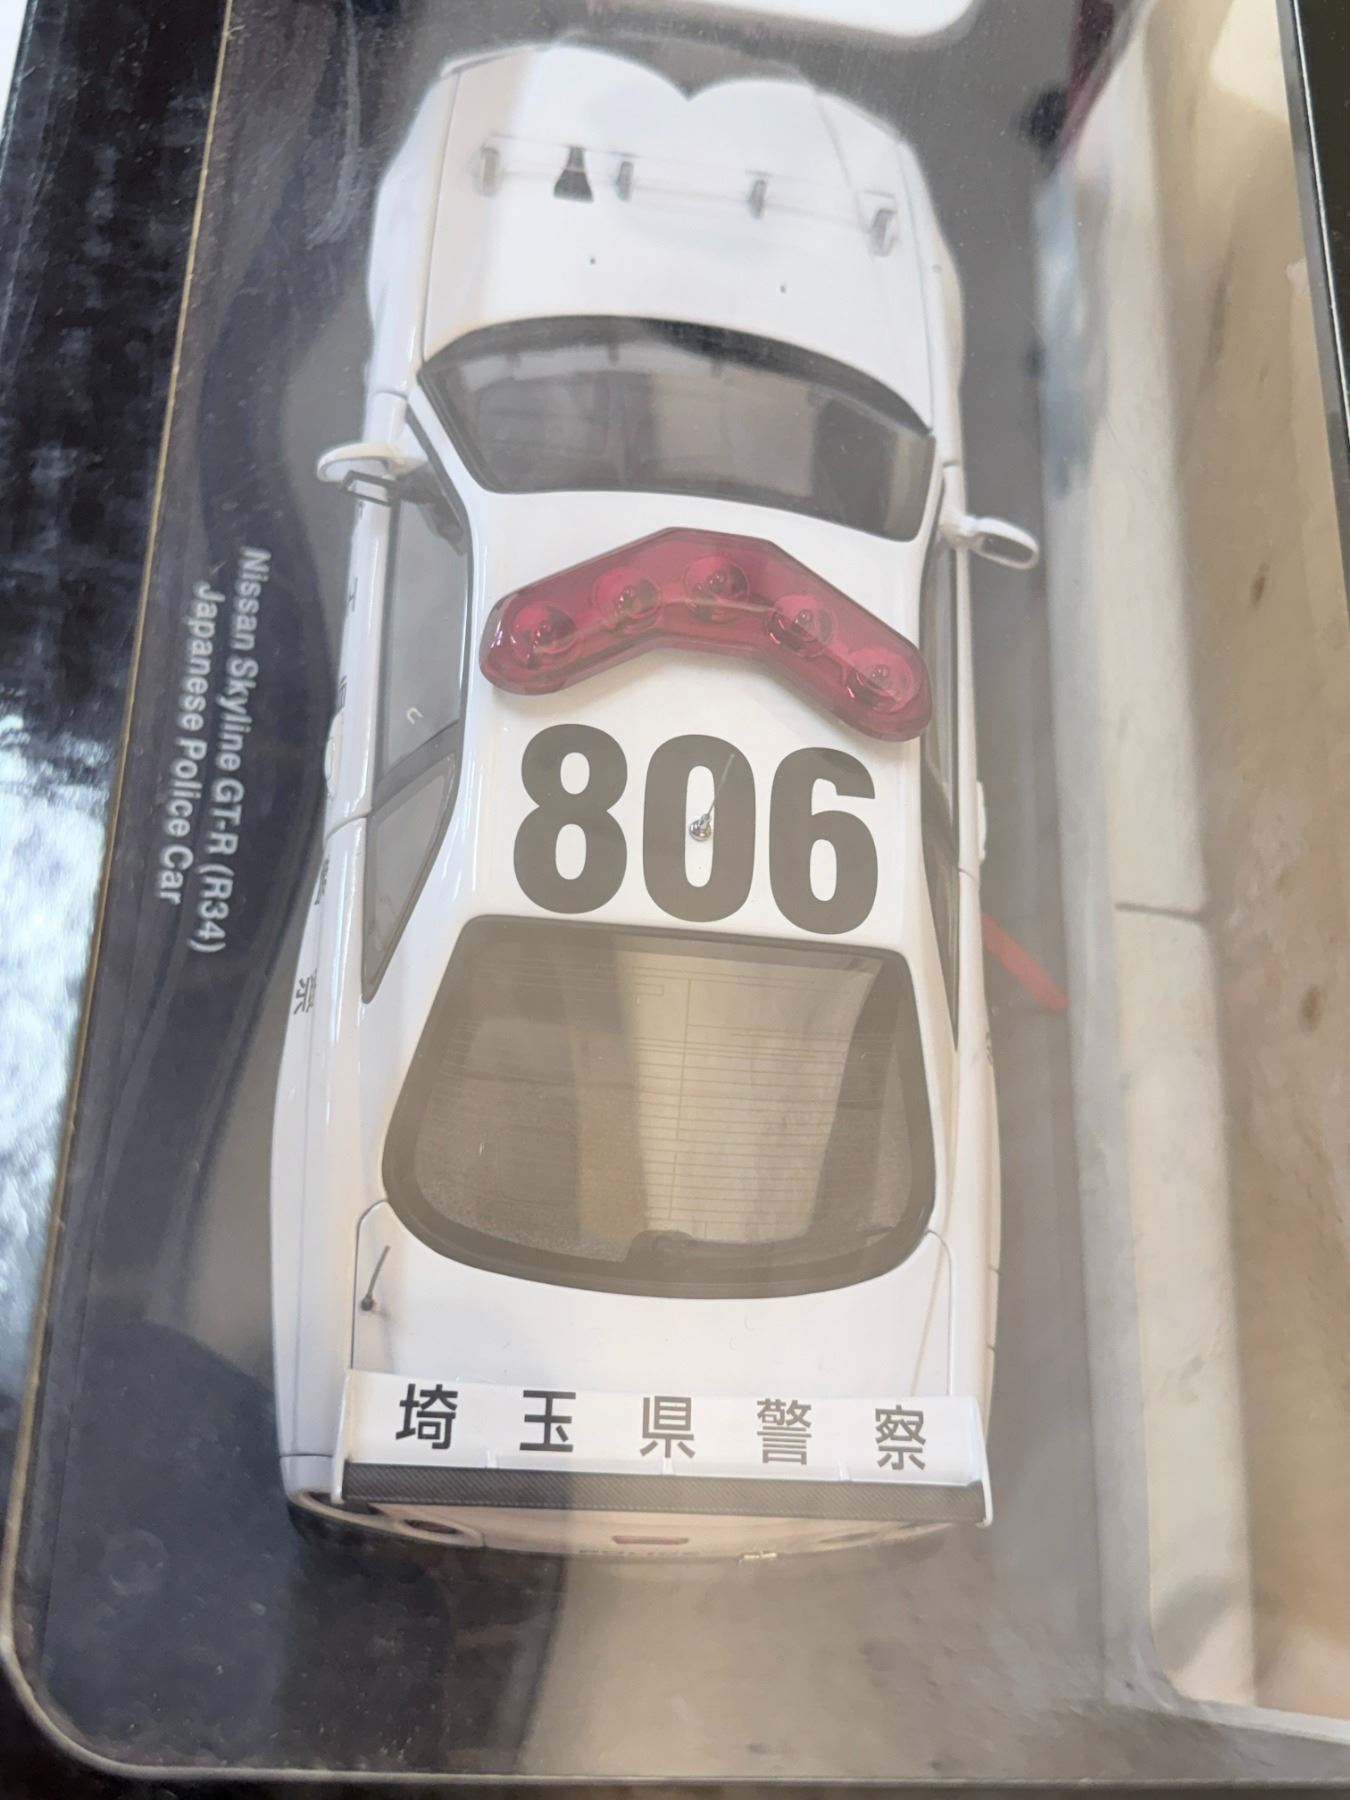 Nissan Skyline GT-R (R34)
Japanese Police Car
806
埼玉県警察